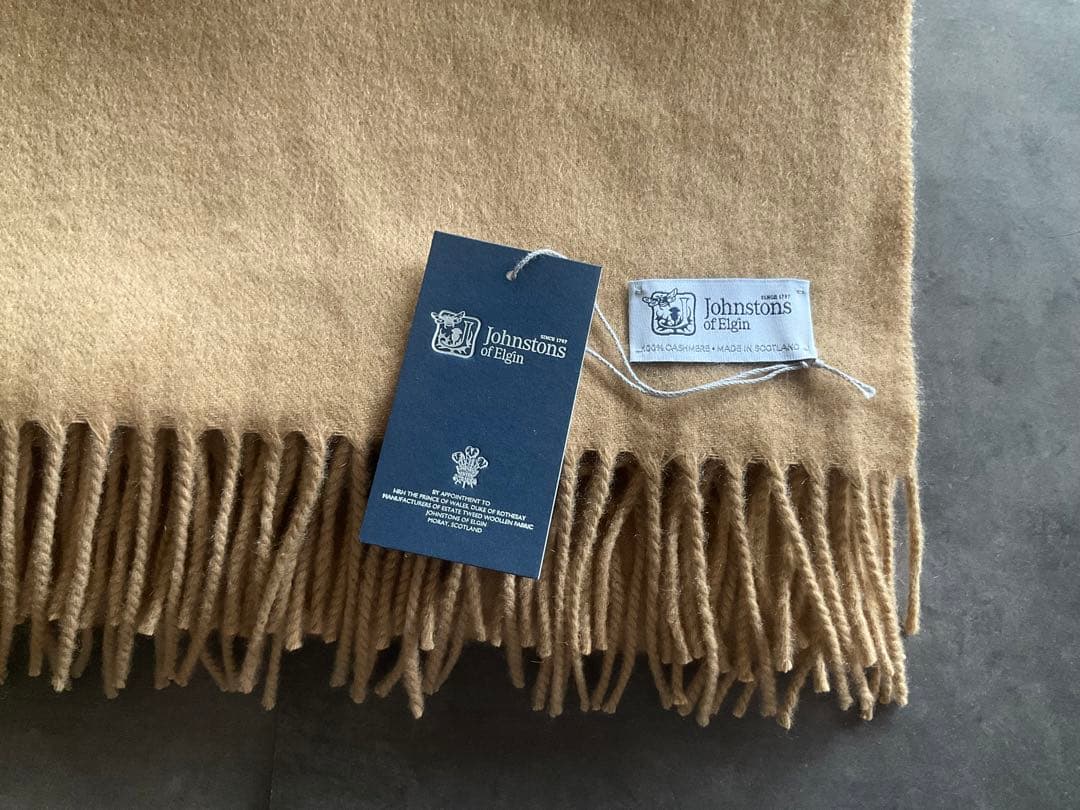 SINCE 1797
Johnstons
of Elgin
BY APPOINTMENT TO
HRH THE PRINCE OF WALES, DUKE OF ROTHESAY
MANUFACTURERS OF ESTATE TWEED WOOLLEN FABRIC
JOHNSTONS OF ELGIN
MORAY, SCOTLAND
SINCE 1797
Johnstons
of Elgin
100% CASHMERE • MADE IN SCOTLAND